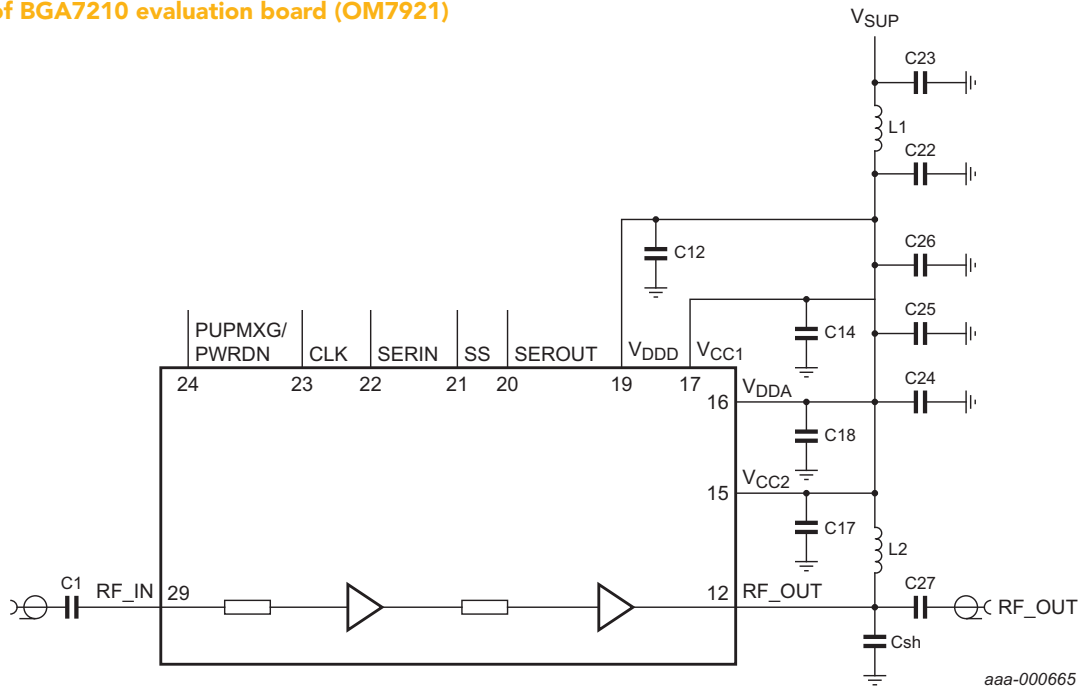 of BGA7210 evaluation board (OM7921)
VSUP
C23
L1
C22
C12
C26
C14
C25
PUPMXG/
PWRDN
CLK
SERIN
SS
SEROUT
VDDD
VCC1
24
23
22
21
20
19
17
16
VDDA
C24
C18
15
VCC2
C17
L2
C1
RF_IN
29
12
RF_OUT
C27
RF_OUT
Csh
aaa-000665